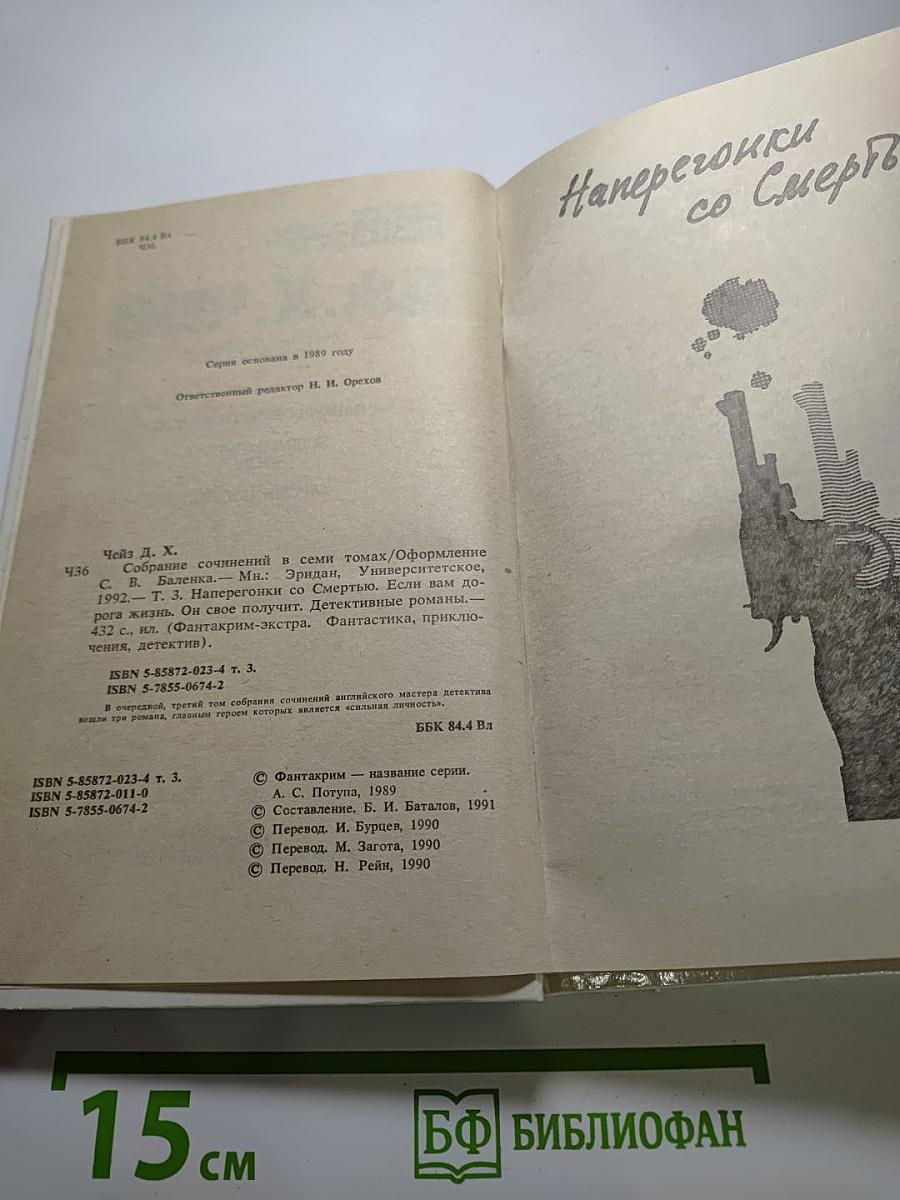 ББК 84.4 Вл
Ч36
Серия основана в 1989 году
Ответственный редактор Н. И. Орехов
Чейз Д. Х.
Ч36 Собрание сочинений в семи томах/Оформление
С. В. Баленка.— Мн.: Эридан, Университетское,
1992.— Т. 3. Наперегонки со Смертью. Если вам до-
рога жизнь. Он свое получит. Детективные романы.—
432 с., ил. (Фантакрим-экстра. Фантастика, приклю-
чения, детектив).
ISBN 5-85872-023-4 т. 3.
ISBN 5-7855-0674-2
В очередной, третий том собрания сочинений английского мастера детектива
вошли три романа, главным героем которых является «сильная личность».
ББК 84.4 Вл
ISBN 5-85872-023-4 т. 3.
ISBN 5-85872-011-0
ISBN 5-7855-0674-2
© Фантакрим — название серии.
А. С. Потупа, 1989
© Составление. Б. И. Баталов, 1991
© Перевод. И. Бурцев, 1990
© Перевод. М. Загота, 1990
© Перевод. Н. Рейн, 1990
Наперегонки
со Смерть
15 см
БФ БИБЛИОФАН